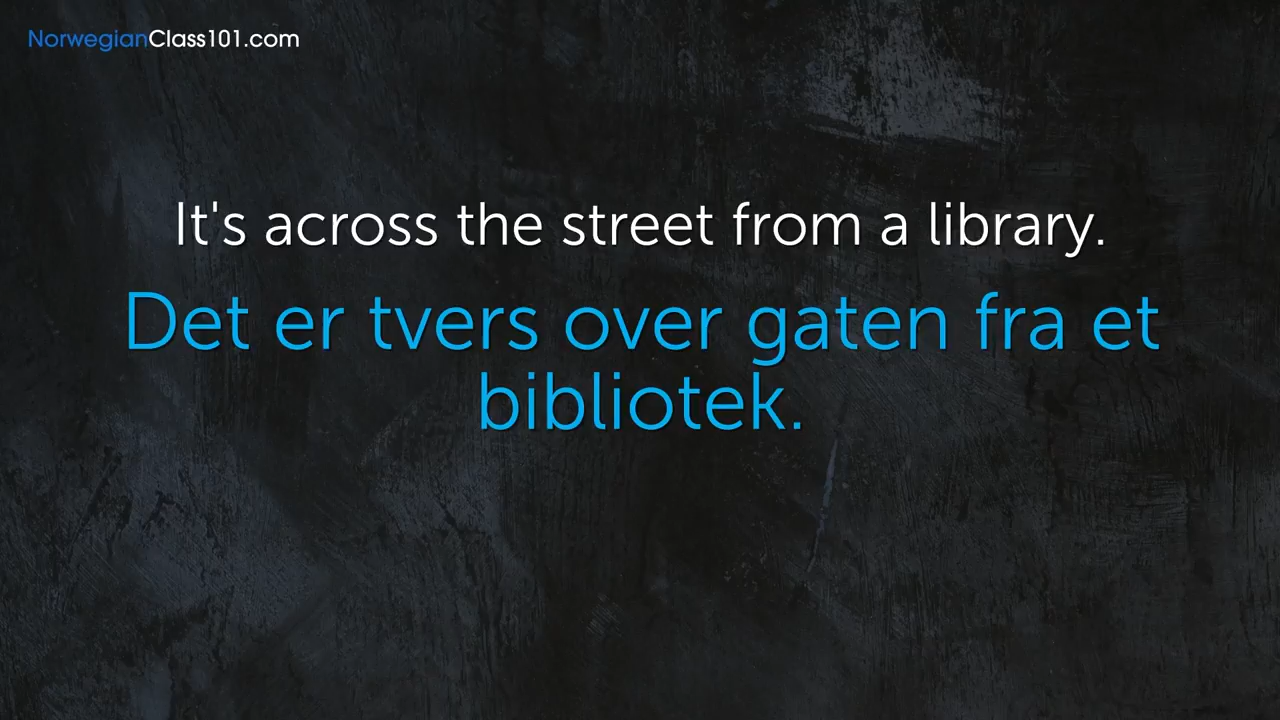 NorwegianClass101.com
It's across the street from a library.
Det er tvers over gaten fra et
bibliotek.